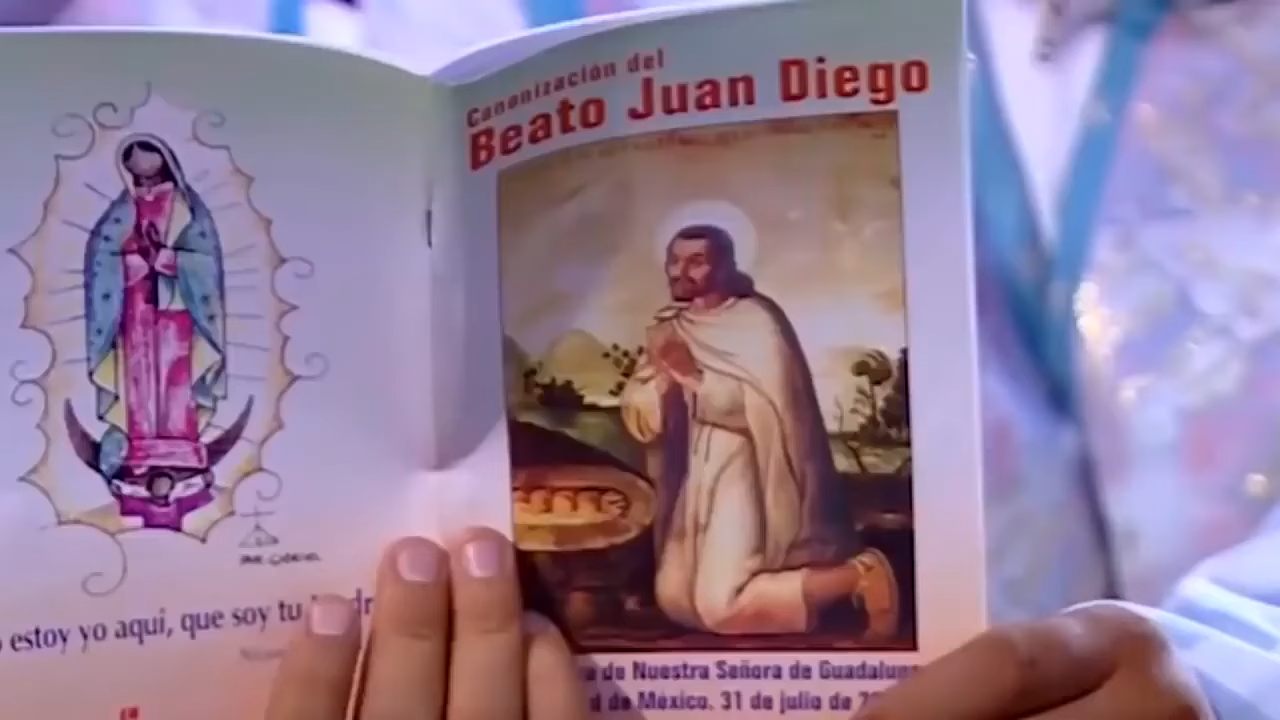 estoy yo aquí, que soy tu
Canonización del
Beato Juan Diego
de Nuestra Señora de
de México, 31 de julio de